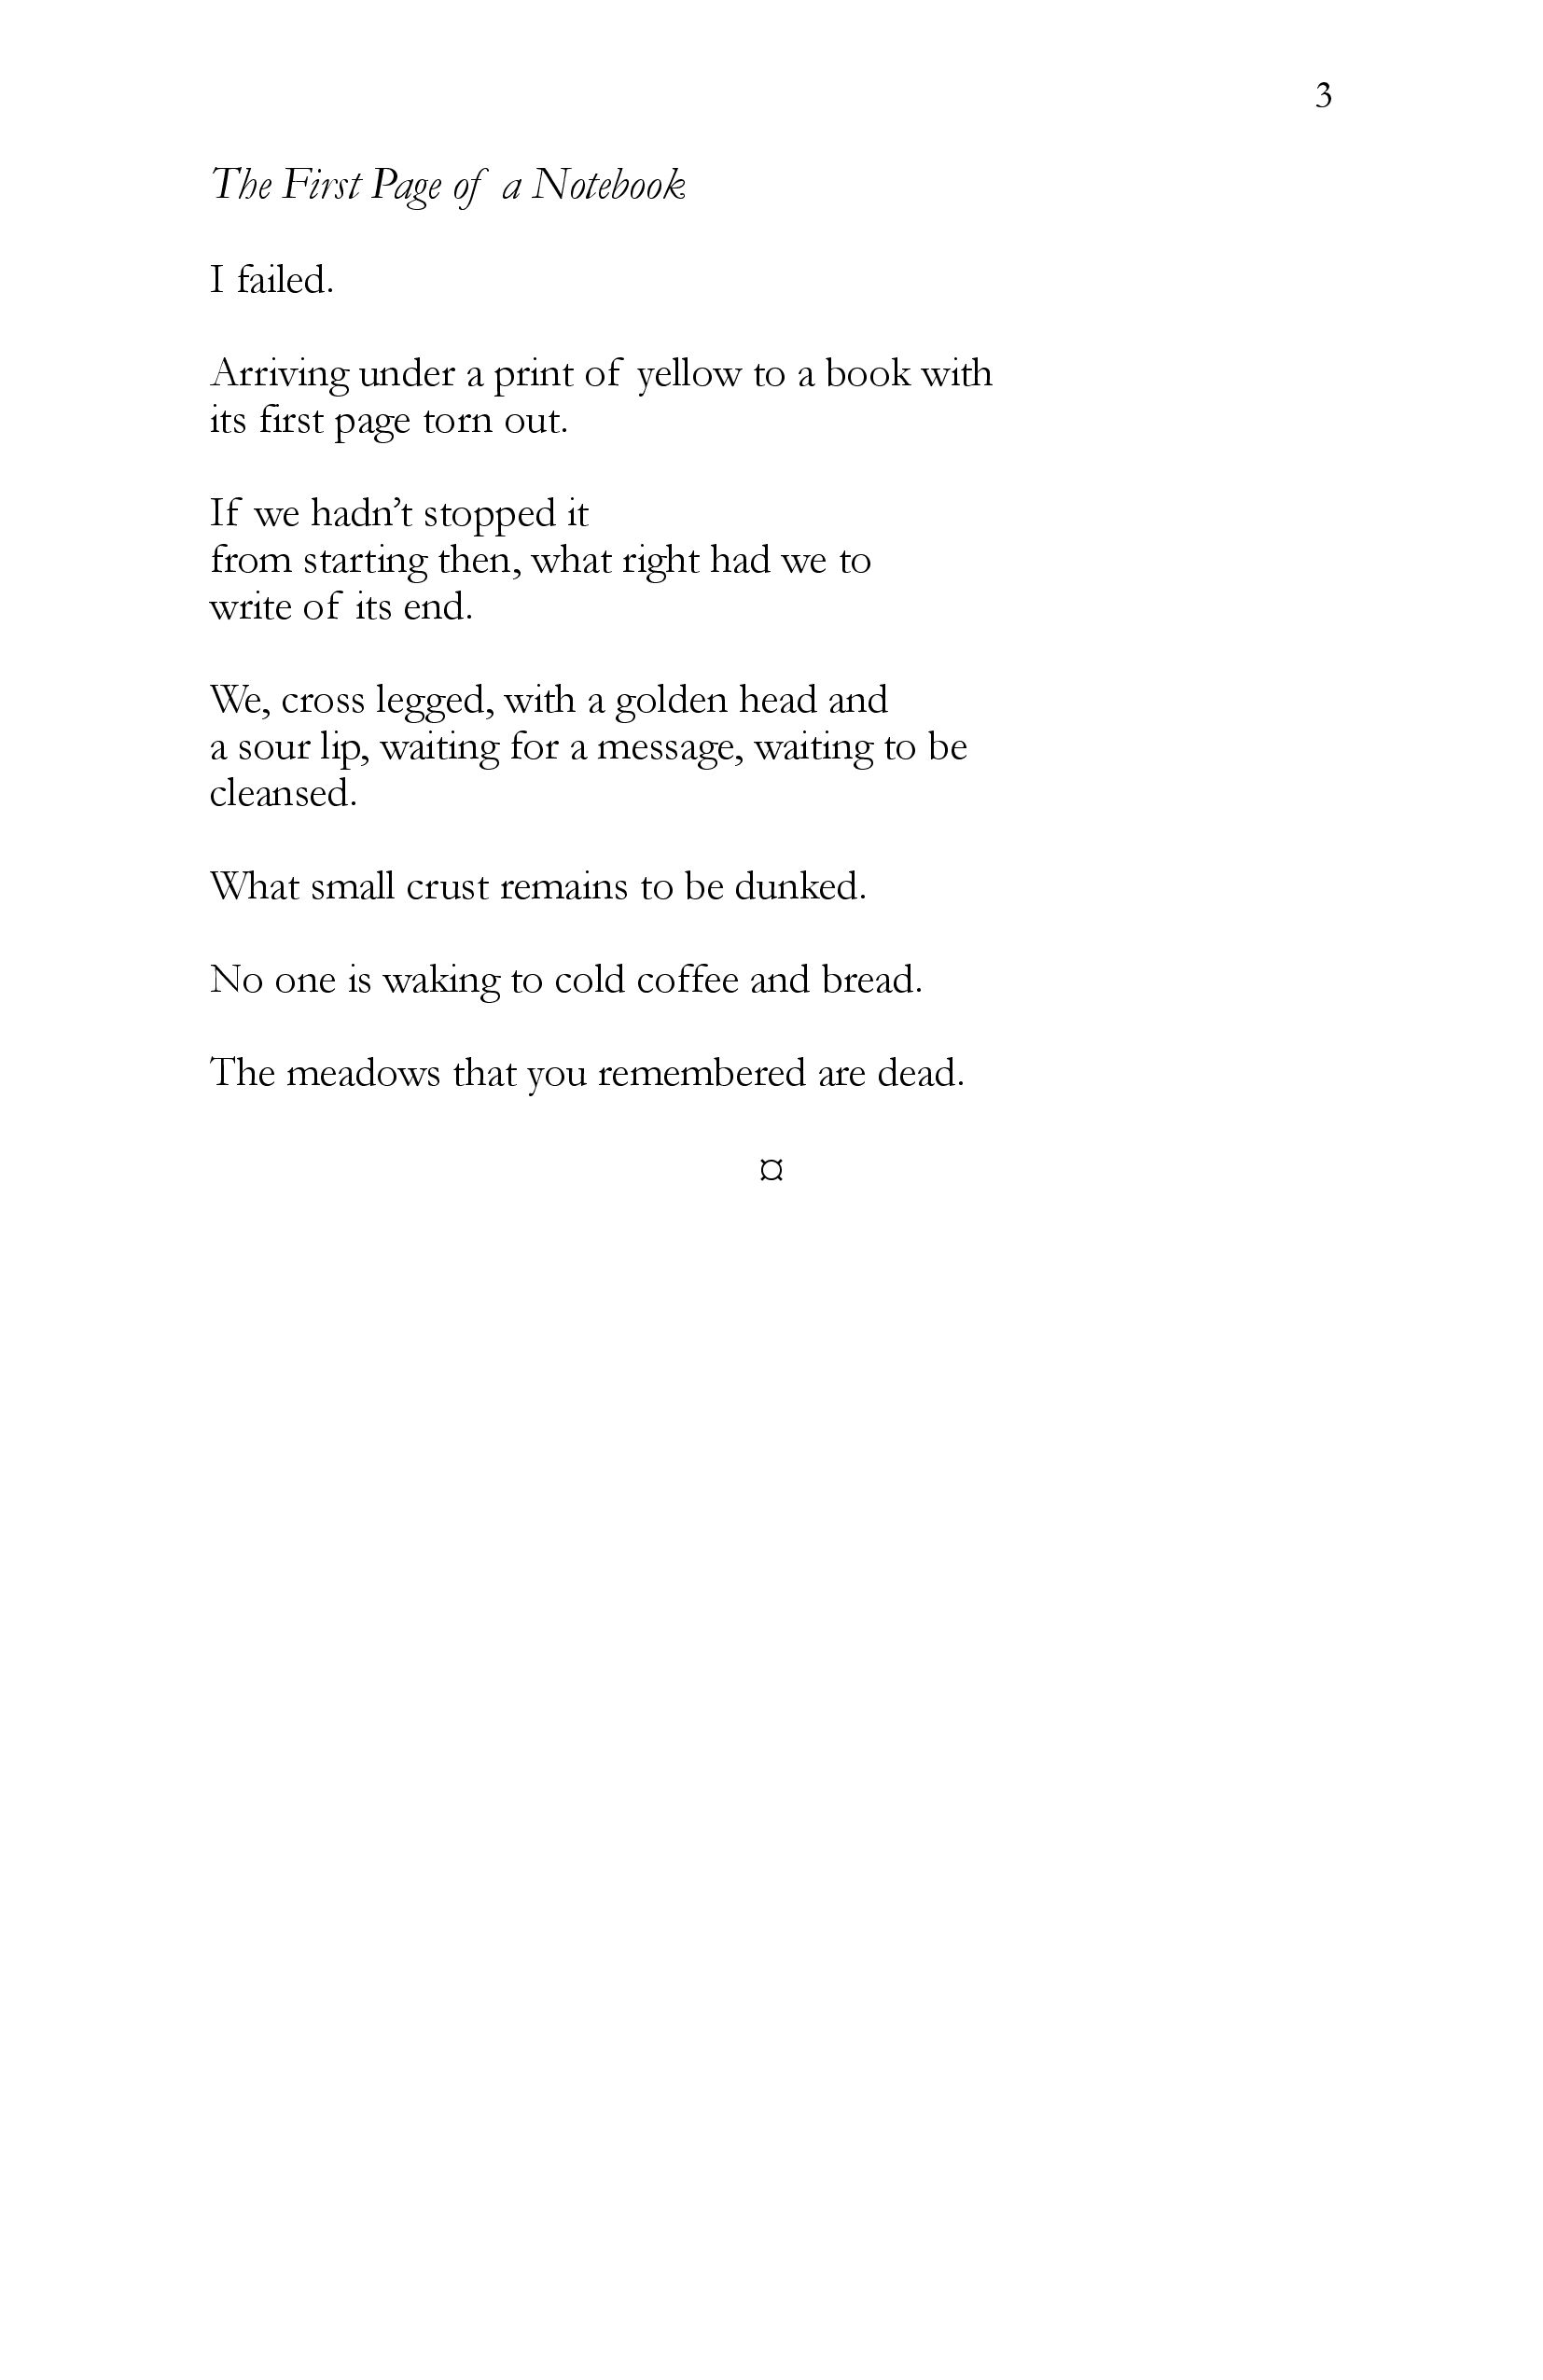 3
The First Page of a Notebook
I failed.
Arriving under a print of yellow to a book with
its first page torn out.
If we hadn’t stopped it
from starting then, what right had we to
write of its end.
We, cross legged, with a golden head and
a sour lip, waiting for a message, waiting to be
cleansed.
What small crust remains to be dunked.
No one is waking to cold coffee and bread.
The meadows that you remembered are dead.
¤